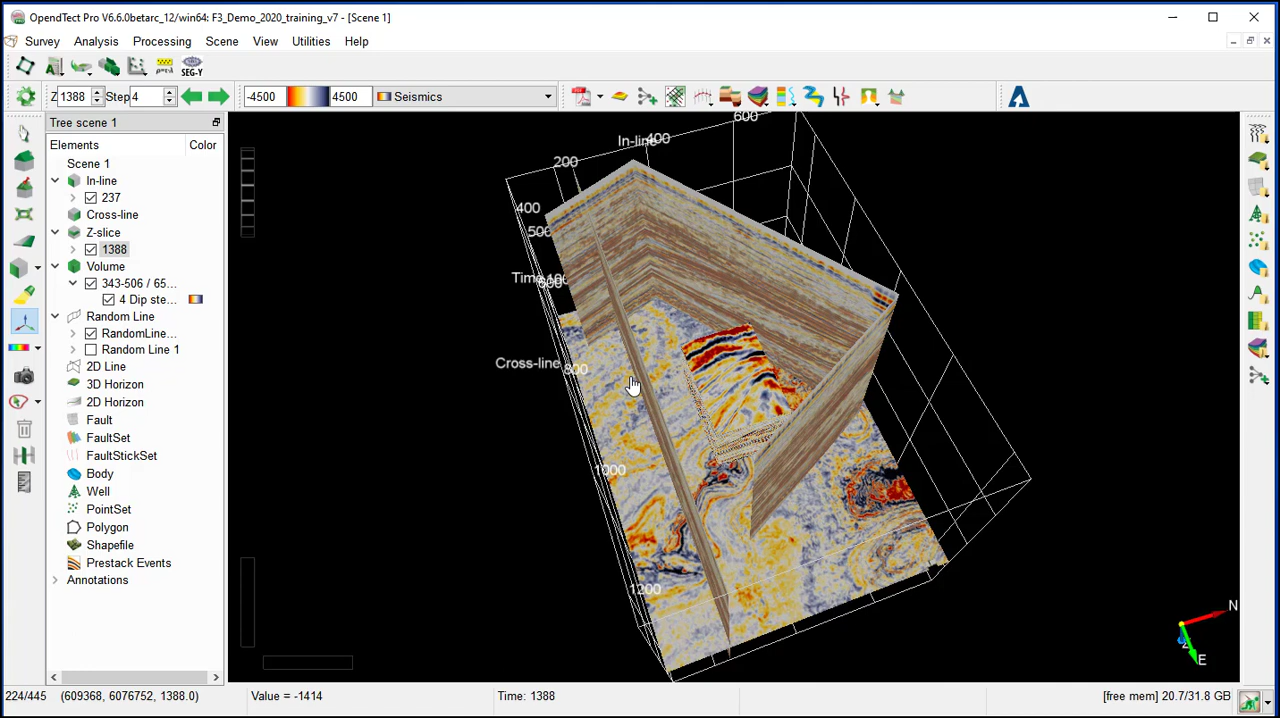 OpendTect Pro V6.6.0betarc_12/win64: F3_Demo_2020_training_v7 - [Scene 1]
Survey Analysis Processing Scene View Utilities Help
SEG-Y
Z 1388 Step 4 -4500 4500 Seismics
Tree scene 1
Elements Color
Scene 1
In-line
237
Cross-line
Z-slice
1388
Volume
343-506 / 65...
4 Dip ste...
Random Line
RandomLine...
Random Line 1
2D Line
3D Horizon
2D Horizon
Fault
FaultSet
FaultStickSet
Body
Well
PointSet
Polygon
Shapefile
Prestack Events
Annotations
600
In-line
400
200
400
Time
Cross-line
800
1000
1200
N
E
224/445 (609368, 6076752, 1388.0) Value = -1414 Time: 1388 [free mem] 20.7/31.8 GB